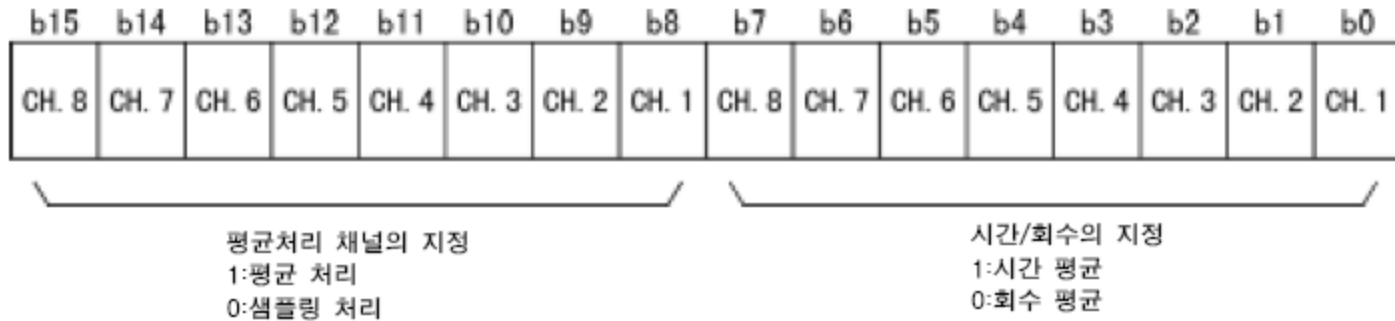 b15 b14 b13 b12 b11 b10 b9 b8 b7 b6 b5 b4 b3 b2 b1 b0
CH. 8 CH. 7 CH. 6 CH. 5 CH. 4 CH. 3 CH. 2 CH. 1 CH. 8 CH. 7 CH. 6 CH. 5 CH. 4 CH. 3 CH. 2 CH. 1
평균처리 채널의 지정
1:평균 처리
0:샘플링 처리
시간/회수의 지정
1:시간 평균
0:회수 평균